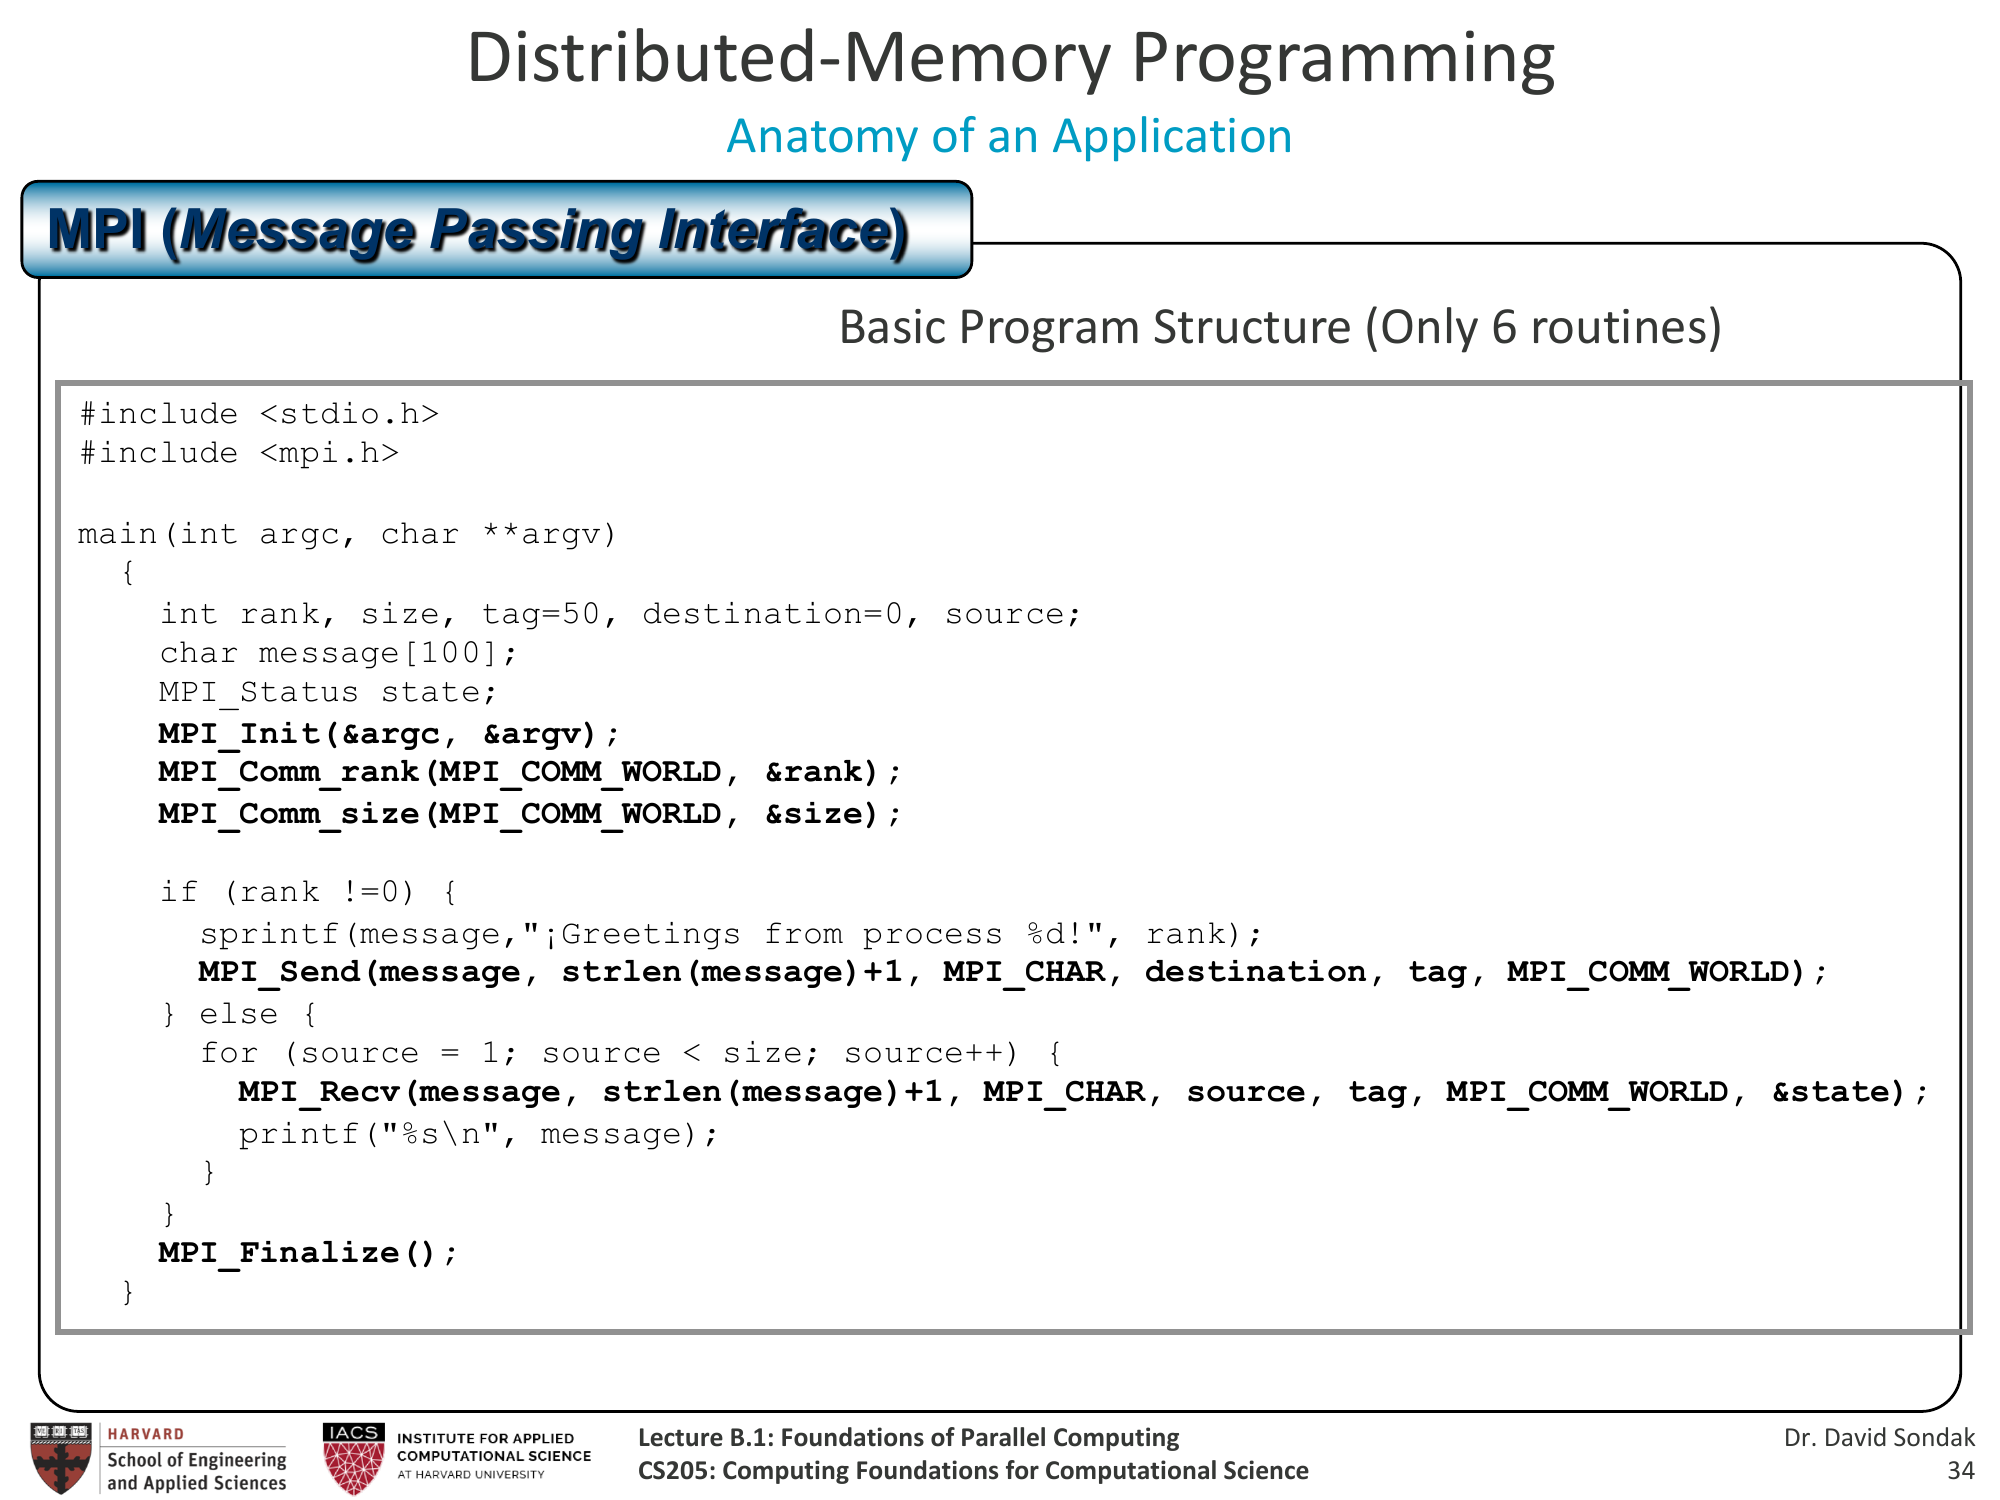 Distributed-Memory Programming
Anatomy of an Application
MPI (Message Passing Interface)
Basic Program Structure (Only 6 routines)
#include <stdio.h>
#include <mpi.h>
main(int argc, char **argv)
{
int rank, size, tag=50, destination=0, source;
char message[100];
MPI_Status state;
MPI_Init(&argc, &argv);
MPI_Comm_rank(MPI_COMM_WORLD, &rank);
MPI_Comm_size(MPI_COMM_WORLD, &size);
if (rank !=0) {
sprintf(message,"¡Greetings from process %d!", rank);
MPI_Send(message, strlen(message)+1, MPI_CHAR, destination, tag, MPI_COMM_WORLD);
} else {
for (source = 1; source < size; source++) {
MPI_Recv(message, strlen(message)+1, MPI_CHAR, source, tag, MPI_COMM_WORLD, &state);
printf("%s\n", message);
}
}
MPI_Finalize();
}
HARVARD
School of Engineering
and Applied Sciences
IACS
INSTITUTE FOR APPLIED
COMPUTATIONAL SCIENCE
AT HARVARD UNIVERSITY
Lecture B.1: Foundations of Parallel Computing
CS205: Computing Foundations for Computational Science
Dr. David Sondak
34